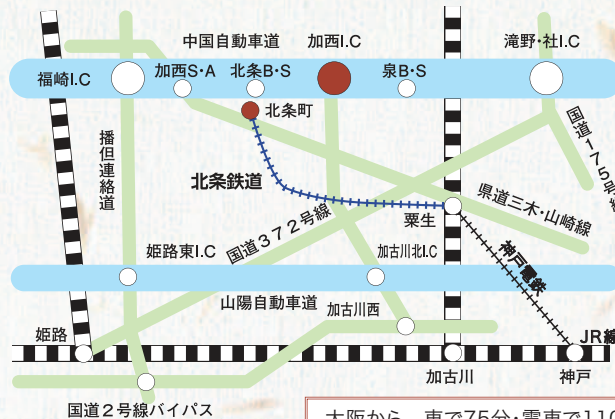 中国自動車道
加西I.C
滝野・社I.C
福崎I.C
加西S・A
北条B・S
泉B・S
北条町
国道175号線
播但連絡道
北条鉄道
県道三木・山崎線
粟生
国道372号線
姫路東I.C
加古川北I.C
神戸電鉄
山陽自動車道
加古川西
姫路
JR線
加古川
神戸
国道2号線バイパス
大阪から 車で75分・電車で110